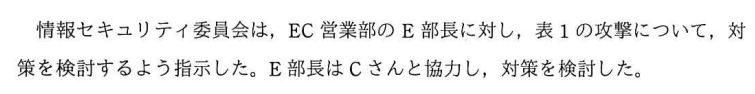 情報セキュリティ委員会は，EC 営業部の E 部長に対し，表 1 の攻撃について，対
策を検討するよう指示した。E 部長は C さんと協力し，対策を検討した。